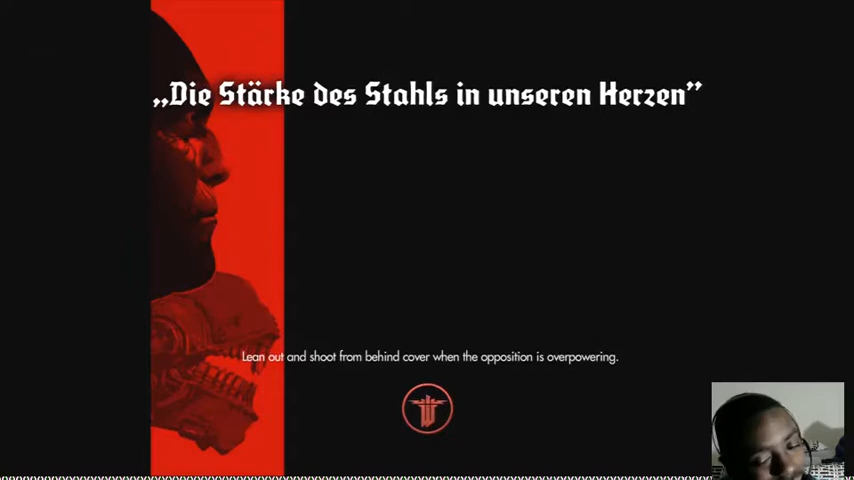 „Die Stärke des Stahls in unseren Herzen”
Lean out and shoot from behind cover when the opposition is overpowering.